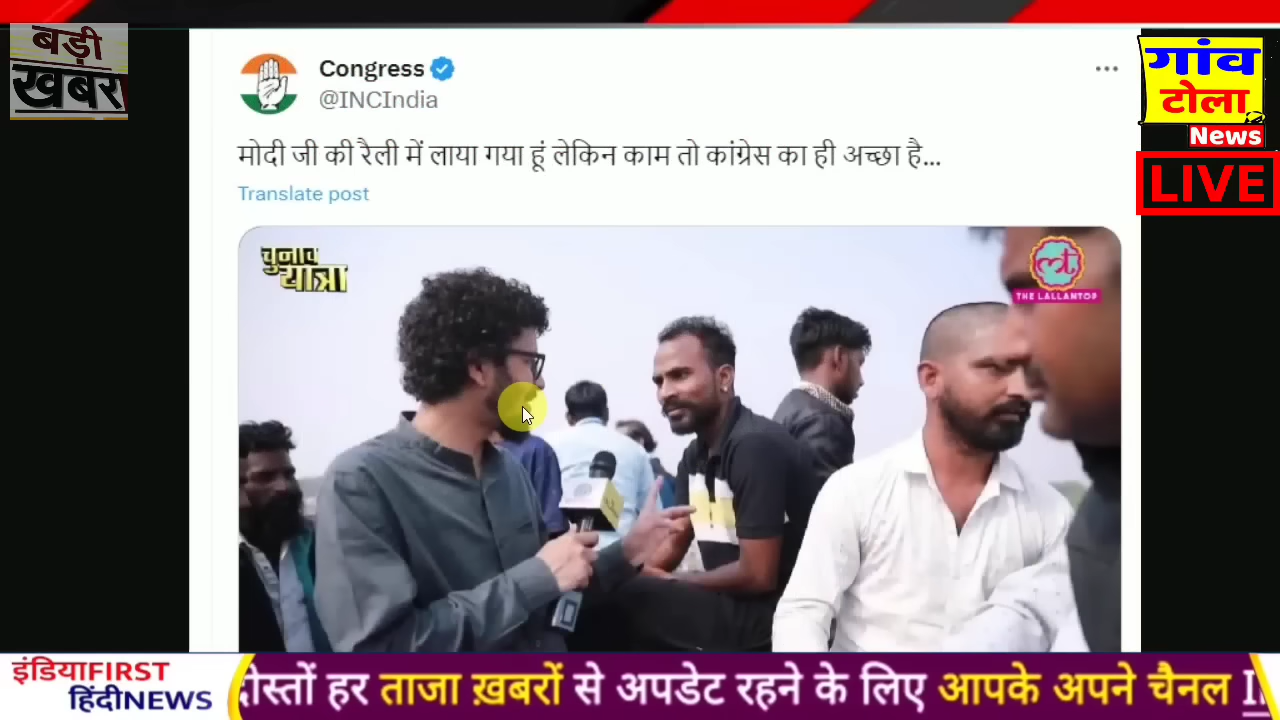 बड़ी
खबर
Congress
@INCIndia
मोदी जी की रैली में लाया गया हूं लेकिन काम तो कांग्रेस का ही अच्छा है...
Translate post
गांव
टोला
News
LIVE
चुनाव
यात्रा
THE LALLANTOP
इंडियाFIRST
हिंदीNEWS
दोस्तों हर ताजा ख़बरों से अपडेट रहने के लिए आपके अपने चैनल